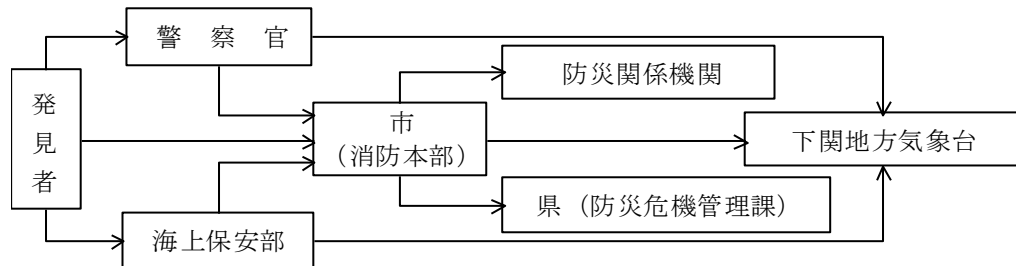 警 察 官
防災関係機関
発見者
市
（消防本部）
下関地方気象台
県（防災危機管理課）
海上保安部